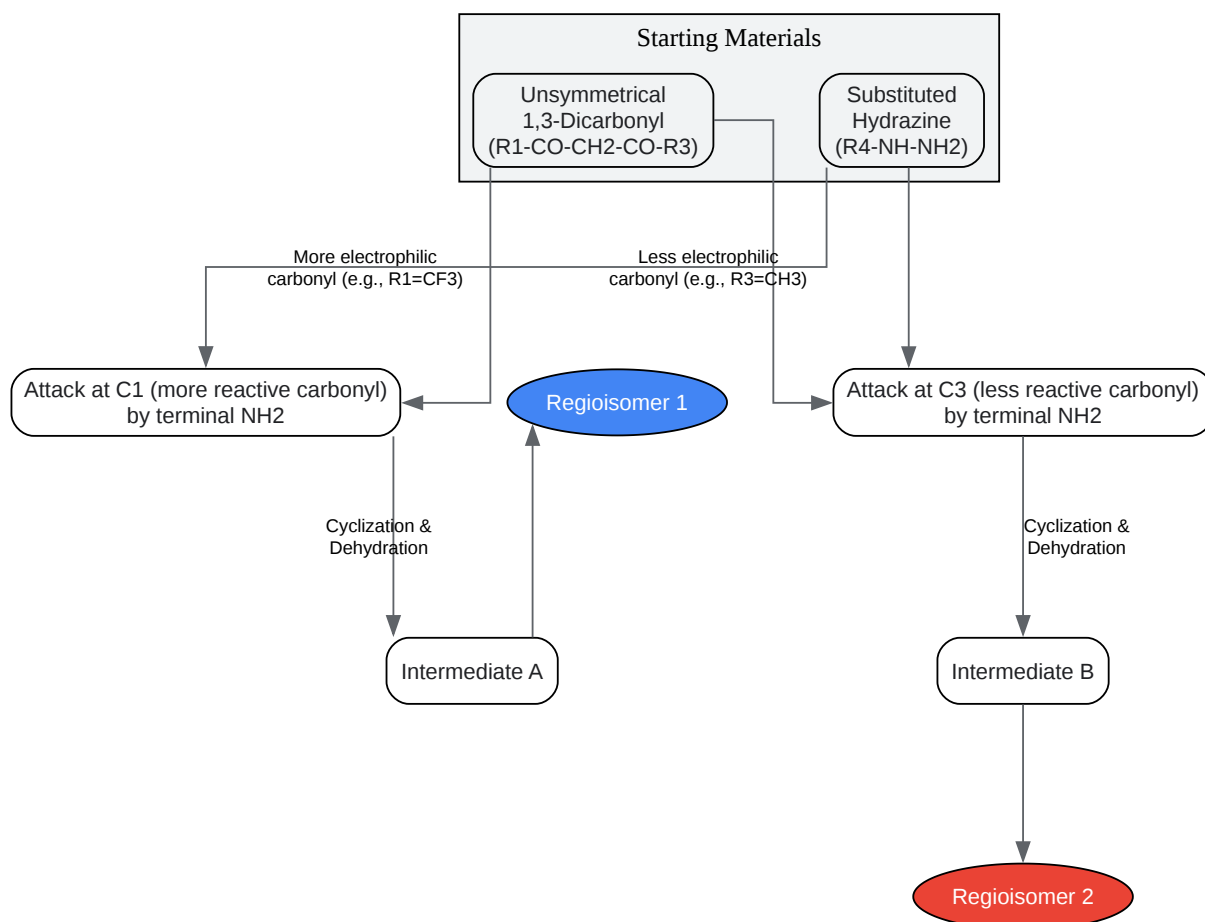 Starting Materials
Unsymmetrical
1,3-Dicarbonyl
(R1-CO-CH2-CO-R3)
Substituted
Hydrazine
(R4-NH-NH2)
More electrophilic
carbonyl (e.g., R1=CF3)
Less electrophilic
carbonyl (e.g., R3=CH3)
Attack at C1 (more reactive carbonyl)
by terminal NH2
Regioisomer 1
Attack at C3 (less reactive carbonyl)
by terminal NH2
Cyclization &
Dehydration
Cyclization &
Dehydration
Intermediate A
Intermediate B
Regioisomer 2